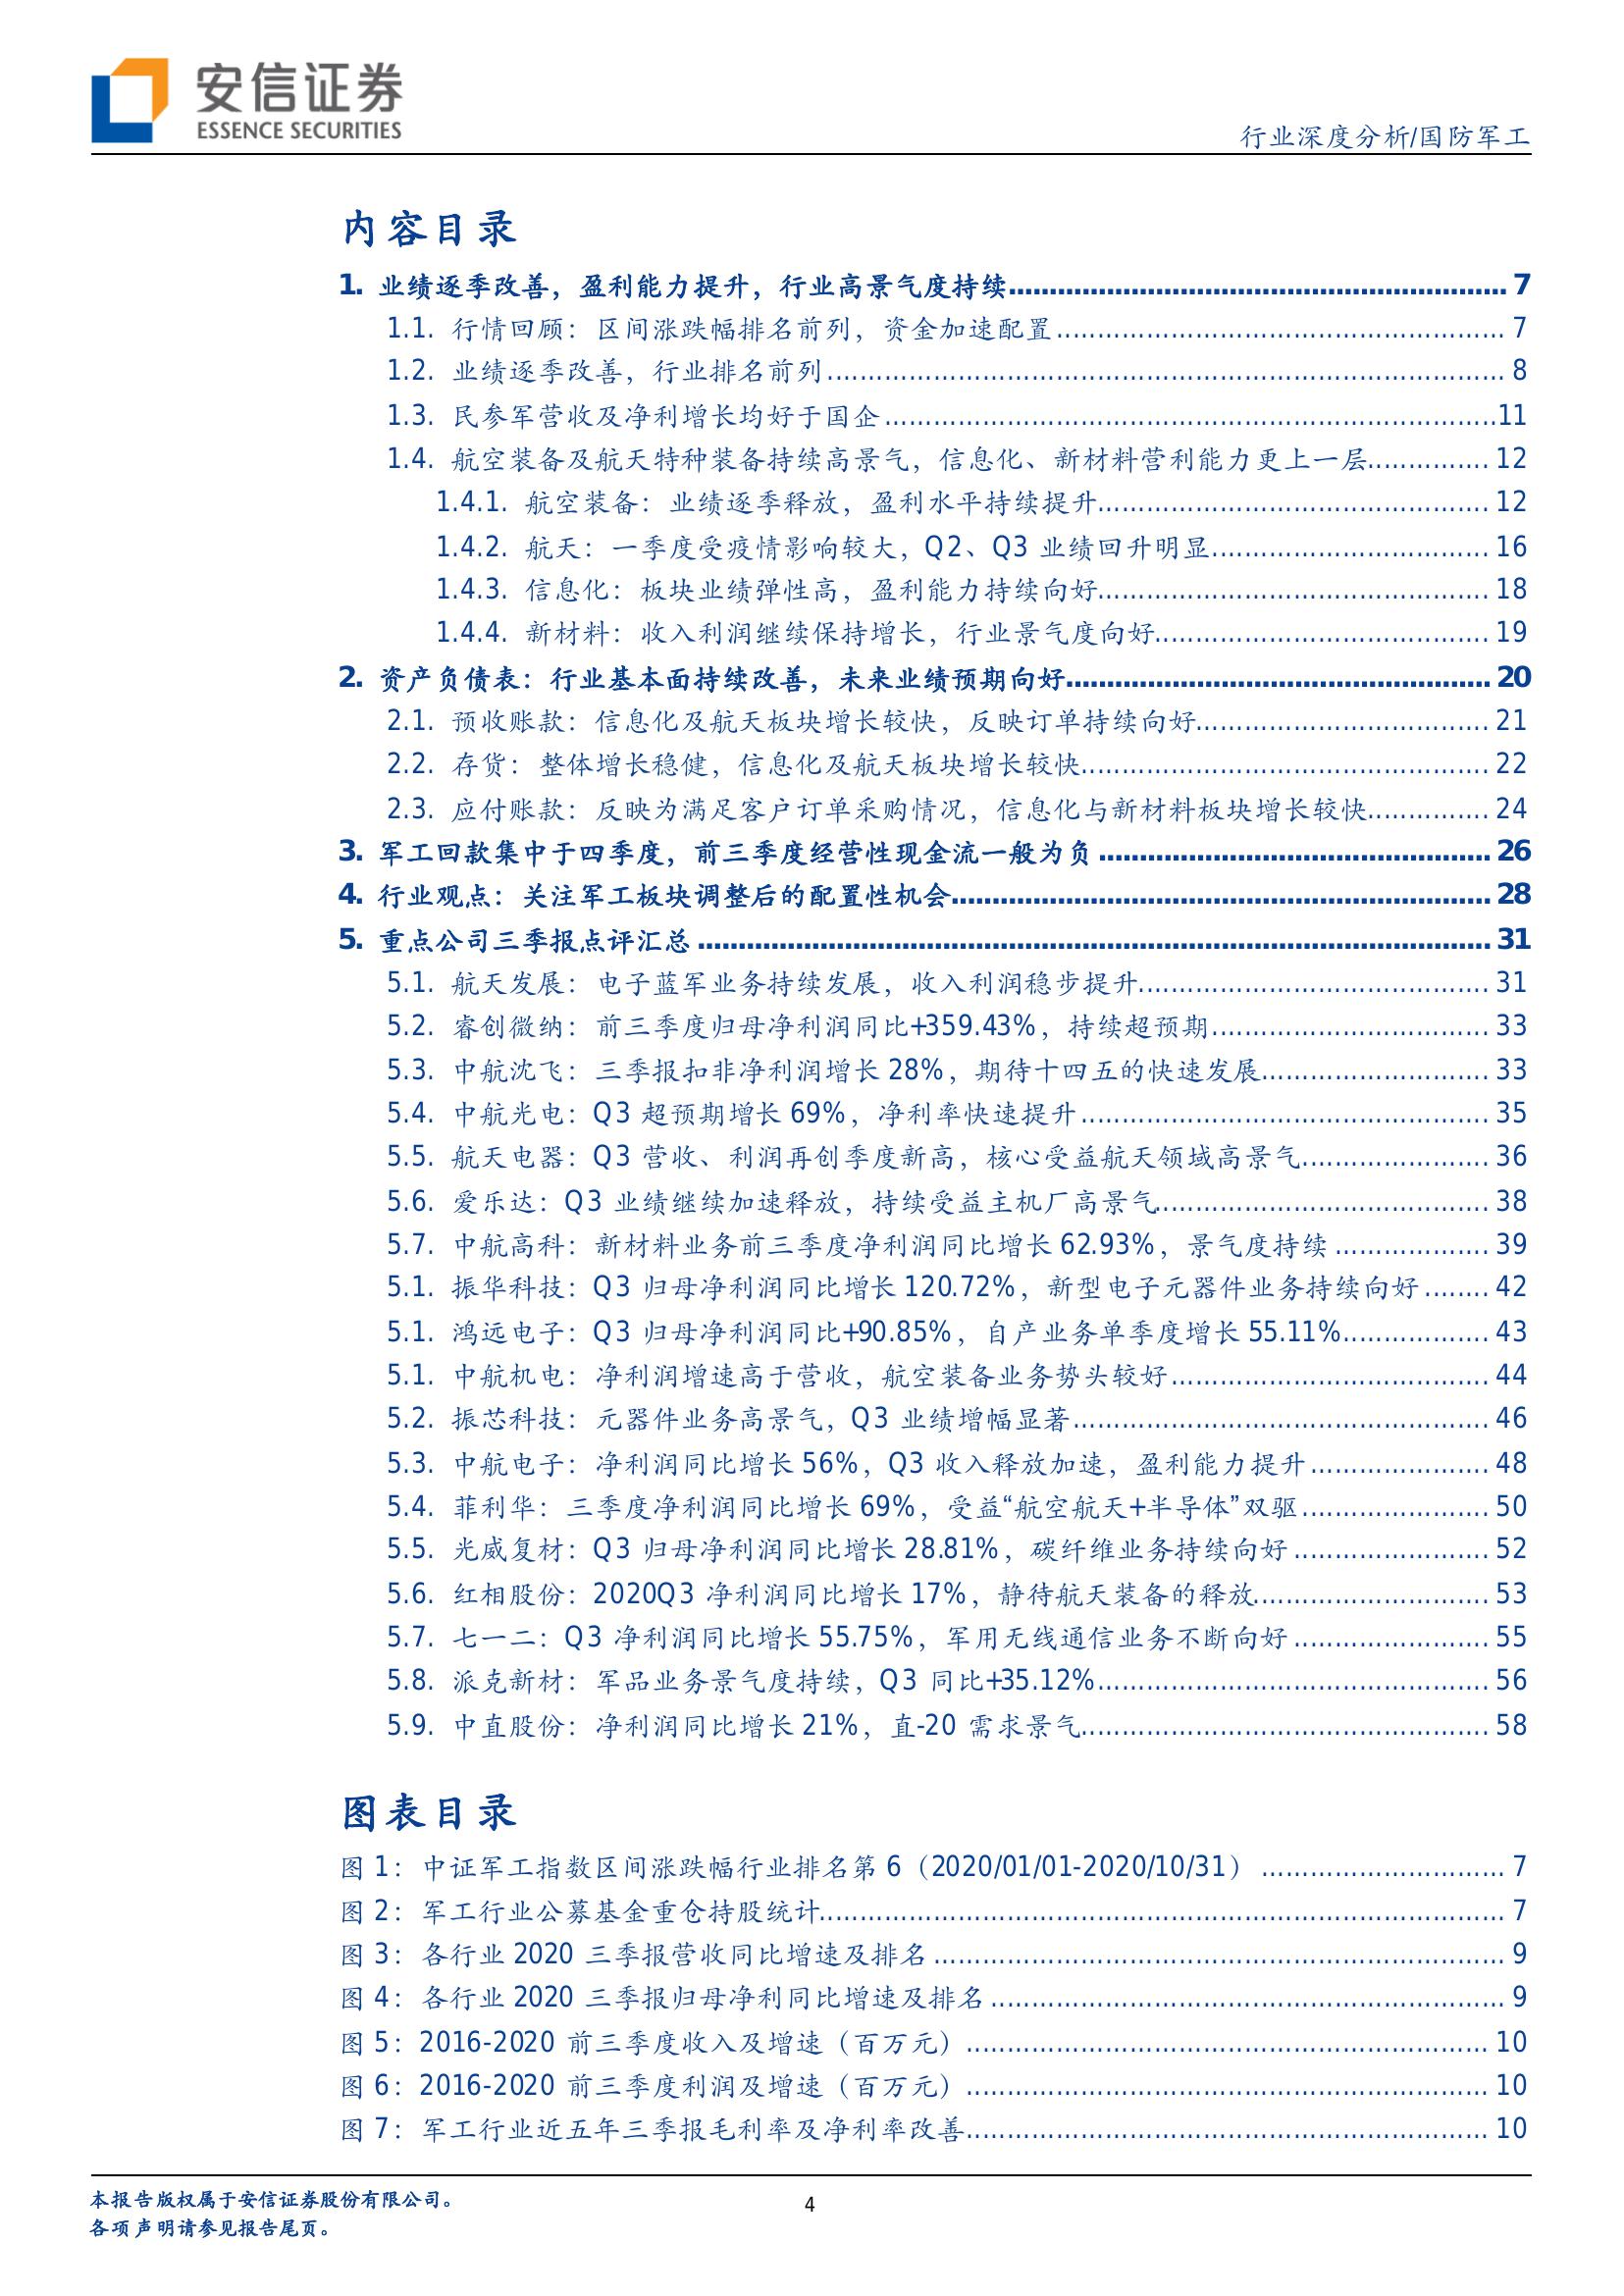 安信证券
ESSENCE SECURITIES
行业深度分析/国防军工
内容目录
1. 业绩逐季改善，盈利能力提升，行业高景气度持续 7
1.1. 行情回顾：区间涨跌幅排名前列，资金加速配置 7
1.2. 业绩逐季改善，行业排名前列 8
1.3. 民参军营收及净利增长均好于国企 11
1.4. 航空装备及航天特种装备持续高景气，信息化、新材料营利能力更上一层 12
1.4.1. 航空装备：业绩逐季释放，盈利水平持续提升 12
1.4.2. 航天：一季度受疫情影响较大，Q2、Q3 业绩回升明显 16
1.4.3. 信息化：板块业绩弹性高，盈利能力持续向好 18
1.4.4. 新材料：收入利润继续保持增长，行业景气度向好 19
2. 资产负债表：行业基本面持续改善，未来业绩预期向好 20
2.1. 预收账款：信息化及航天板块增长较快，反映订单持续向好 21
2.2. 存货：整体增长稳健，信息化及航天板块增长较快 22
2.3. 应付账款：反映为满足客户订单采购情况，信息化与新材料板块增长较快 24
3. 军工回款集中于四季度，前三季度经营性现金流一般为负 26
4. 行业观点：关注军工板块调整后的配置性机会 28
5. 重点公司三季报点评汇总 31
5.1. 航天发展：电子蓝军业务持续发展，收入利润稳步提升 31
5.2. 睿创微纳：前三季度归母净利润同比+359.43%，持续超预期 33
5.3. 中航沈飞：三季报扣非净利润增长 28%，期待十四五的快速发展 33
5.4. 中航光电：Q3 超预期增长 69%，净利率快速提升 35
5.5. 航天电器：Q3 营收、利润再创季度新高，核心受益航天领域高景气 36
5.6. 爱乐达：Q3 业绩继续加速释放，持续受益主机厂高景气 38
5.7. 中航高科：新材料业务前三季度净利润同比增长 62.93%，景气度持续 39
5.1. 振华科技：Q3 归母净利润同比增长 120.72%，新型电子元器件业务持续向好 42
5.1. 鸿远电子：Q3 归母净利润同比+90.85%，自产业务单季度增长 55.11% 43
5.1. 中航机电：净利润增速高于营收，航空装备业务势头较好 44
5.2. 振芯科技：元器件业务高景气，Q3 业绩增幅显著 46
5.3. 中航电子：净利润同比增长 56%，Q3 收入释放加速，盈利能力提升 48
5.4. 菲利华：三季度净利润同比增长 69%，受益“航空航天+半导体”双驱 50
5.5. 光威复材：Q3 归母净利润同比增长 28.81%，碳纤维业务持续向好 52
5.6. 红相股份：2020Q3 净利润同比增长 17%，静待航天装备的释放 53
5.7. 七一二：Q3 净利润同比增长 55.75%，军用无线通信业务不断向好 55
5.8. 派克新材：军品业务景气度持续，Q3 同比+35.12% 56
5.9. 中直股份：净利润同比增长 21%，直-20 需求景气 58
图表目录
图 1：中证军工指数区间涨跌幅行业排名第 6（2020/01/01-2020/10/31） 7
图 2：军工行业公募基金重仓持股统计 7
图 3：各行业 2020 三季报营收同比增速及排名 9
图 4：各行业 2020 三季报归母净利同比增速及排名 9
图 5：2016-2020 前三季度收入及增速（百万元） 10
图 6：2016-2020 前三季度利润及增速（百万元） 10
图 7：军工行业近五年三季报毛利率及净利率改善 10
本报告版权属于安信证券股份有限公司。
各项声明请参见报告尾页。
4